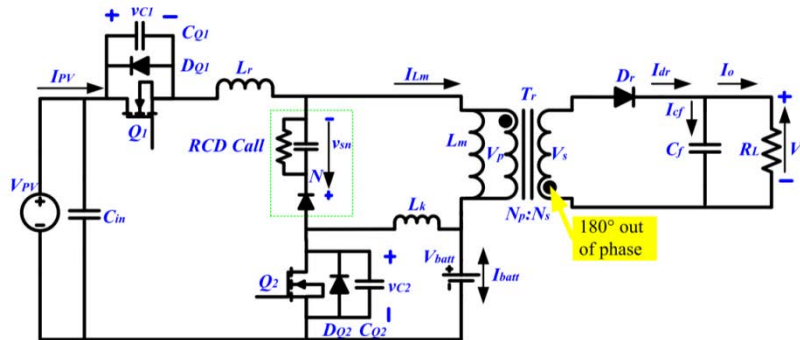 + vC1 −
CQ1
DQ1
IPV
Q1
Lr
ILm
Tr
Dr
Idr
Io
RCD Call
−
vsn
N
+
Lm
Vp
Vs
Icf
Cf
RL
+
V
−
VPV
+
−
Cin
Lk
Np:Ns
180° out
of phase
Q2
+
vC2
−
Vbatt
+
Ibatt
DQ2 CQ2